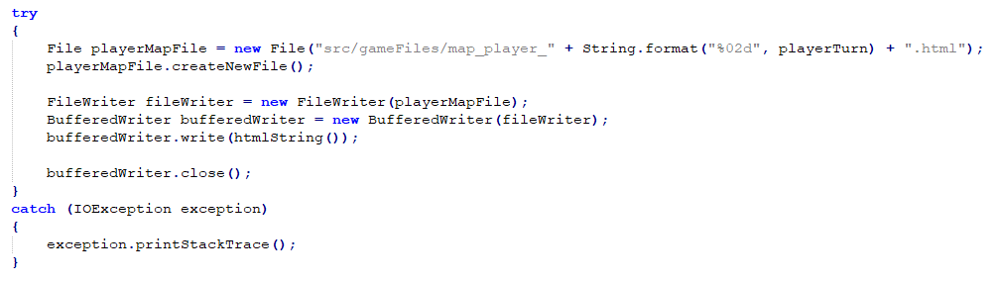 try
{
    File playerMapFile = new File("src/gameFiles/map_player_" + String.format("%02d", playerTurn) + ".html");
    playerMapFile.createNewFile();

    FileWriter fileWriter = new FileWriter(playerMapFile);
    BufferedWriter bufferedWriter = new BufferedWriter(fileWriter);
    bufferedWriter.write(htmlString());

    bufferedWriter.close();
}
catch (IOException exception)
{
    exception.printStackTrace();
}